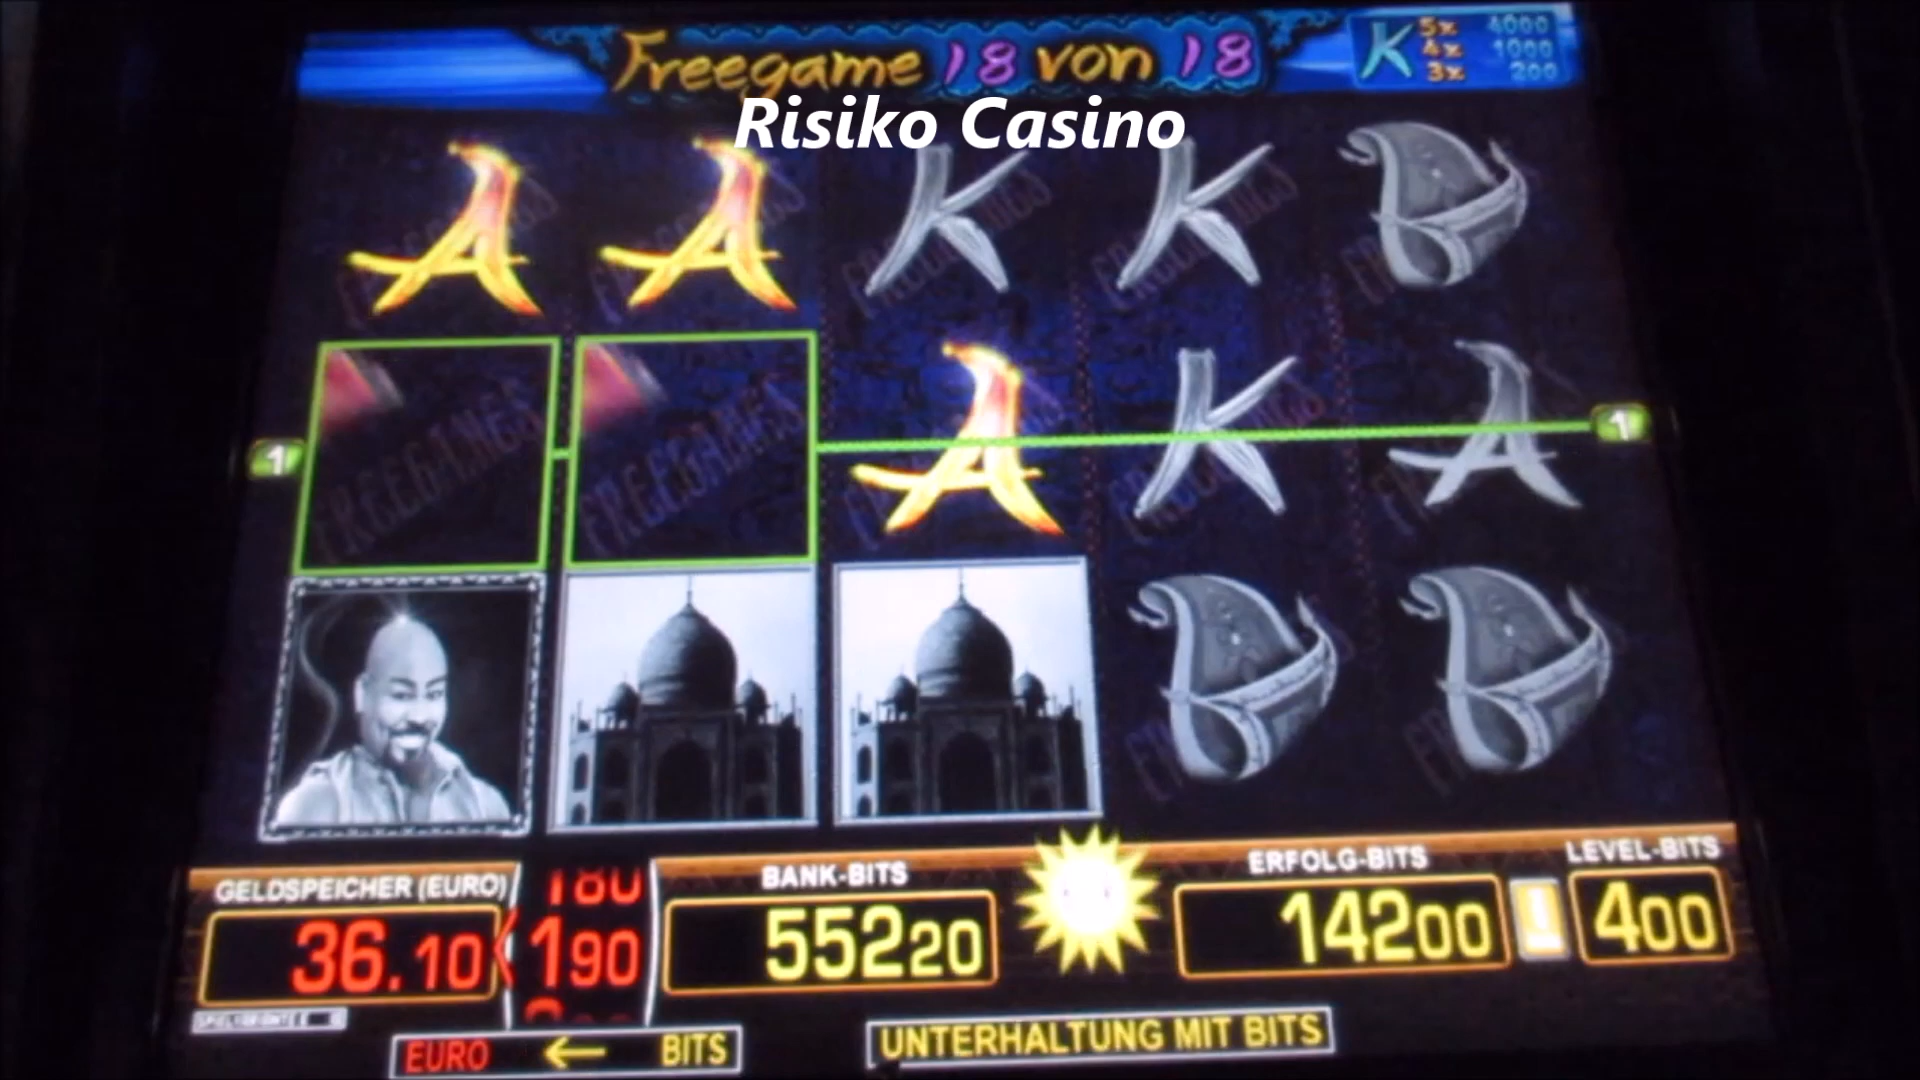 Freegame 18 von 18
K 5x 4000
4x 1000
3x 200
Risiko Casino
A A K K
1 A K A 1
GELDSPEICHER (EURO)
36.10
180
190
BANK-BITS
55220
ERFOLG-BITS
14200
LEVEL-BITS
400
EURO ← BITS
UNTERHALTUNG MIT BITS